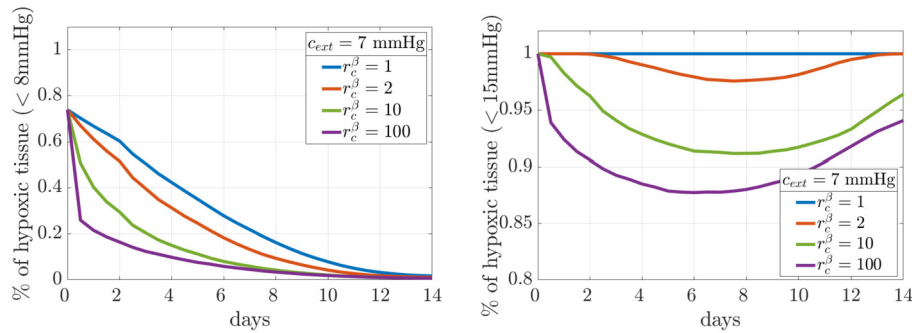 % of hypoxic tissue (< 8mmHg)
1
0.8
0.6
0.4
0.2
0
0 2 4 6 8 10 12 14
days
c_ext = 7 mmHg
r_c^β = 1
r_c^β = 2
r_c^β = 10
r_c^β = 100
% of hypoxic tissue (< 15mmHg)
1
0.95
0.9
0.85
0.8
0 2 4 6 8 10 12 14
days
c_ext = 7 mmHg
r_c^β = 1
r_c^β = 2
r_c^β = 10
r_c^β = 100